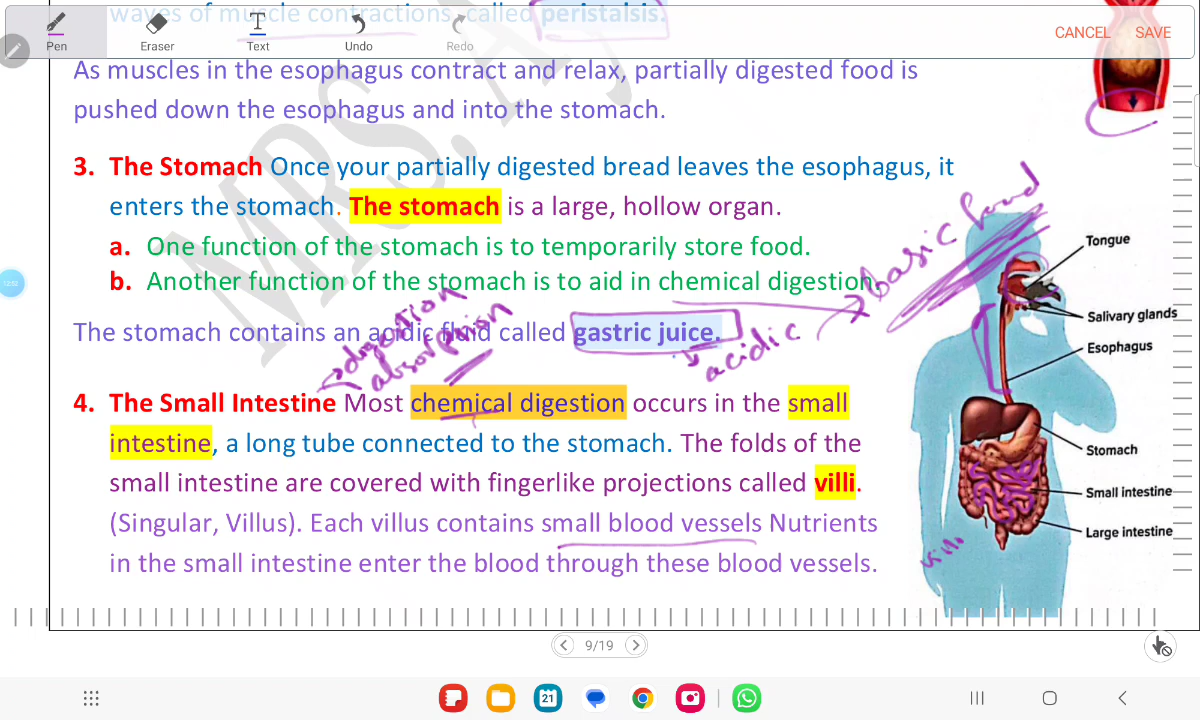 waves of muscle contractions, called peristalsis.
Pen
Eraser
Text
Undo
Redo
CANCEL
SAVE
As muscles in the esophagus contract and relax, partially digested food is
pushed down the esophagus and into the stomach.
MRS. A
3. The Stomach Once your partially digested bread leaves the esophagus, it
enters the stomach. The stomach is a large, hollow organ.
a. One function of the stomach is to temporarily store food.
b. Another function of the stomach is to aid in chemical digestion.
basic food
The stomach contains an acidic fluid called gastric juice.
acidic
digestion
absorption
4. The Small Intestine Most chemical digestion occurs in the small
intestine, a long tube connected to the stomach. The folds of the
small intestine are covered with fingerlike projections called villi.
(Singular, Villus). Each villus contains small blood vessels Nutrients
in the small intestine enter the blood through these blood vessels.
Tongue
Salivary glands
Esophagus
Stomach
Small intestine
Large intestine
villi
9/19
21